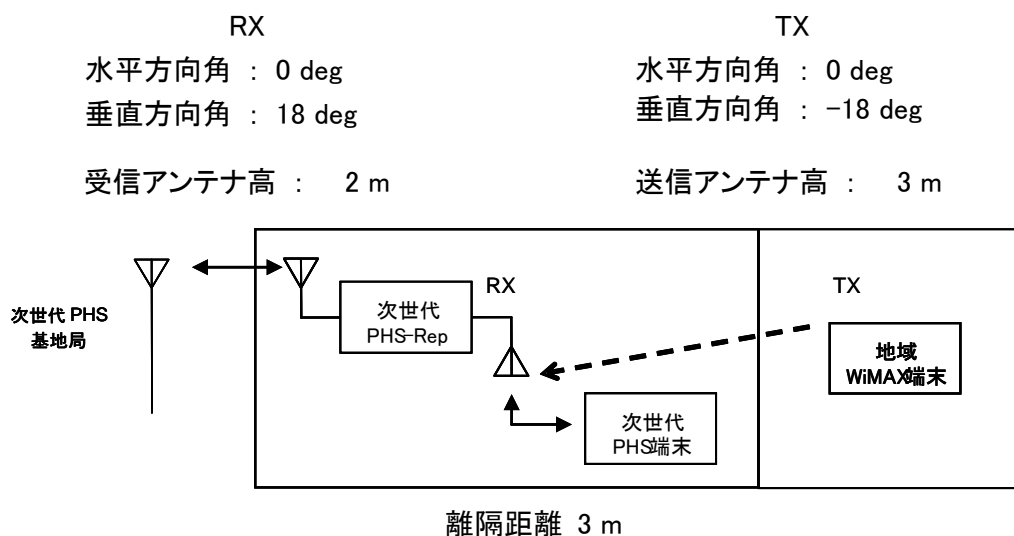 RX
水平方向角 : 0 deg
垂直方向角 : 18 deg
受信アンテナ高 : 2 m
TX
水平方向角 : 0 deg
垂直方向角 : -18 deg
送信アンテナ高 : 3 m
次世代 PHS
基地局
次世代
PHS-Rep
RX
次世代
PHS端末
TX
地域
WiMAX端末
離隔距離 3 m